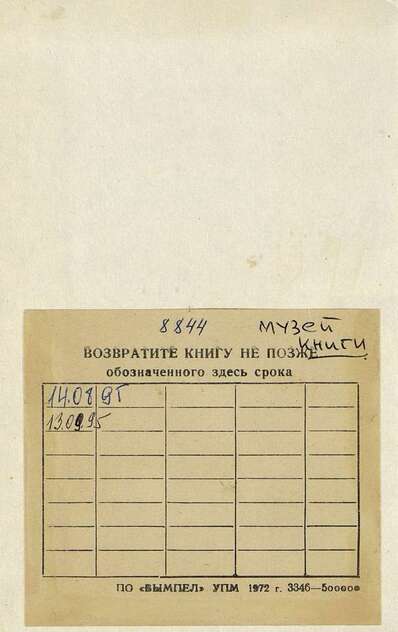 8844 МУЗЕЙ
КНИГИ
ВОЗВРАТИТЕ КНИГУ НЕ ПОЗЖЕ
обозначенного здесь срока
14.08 95
13.09.95
ПО «ВЫМПЕЛ» УПМ 1972 г. 3346—500000